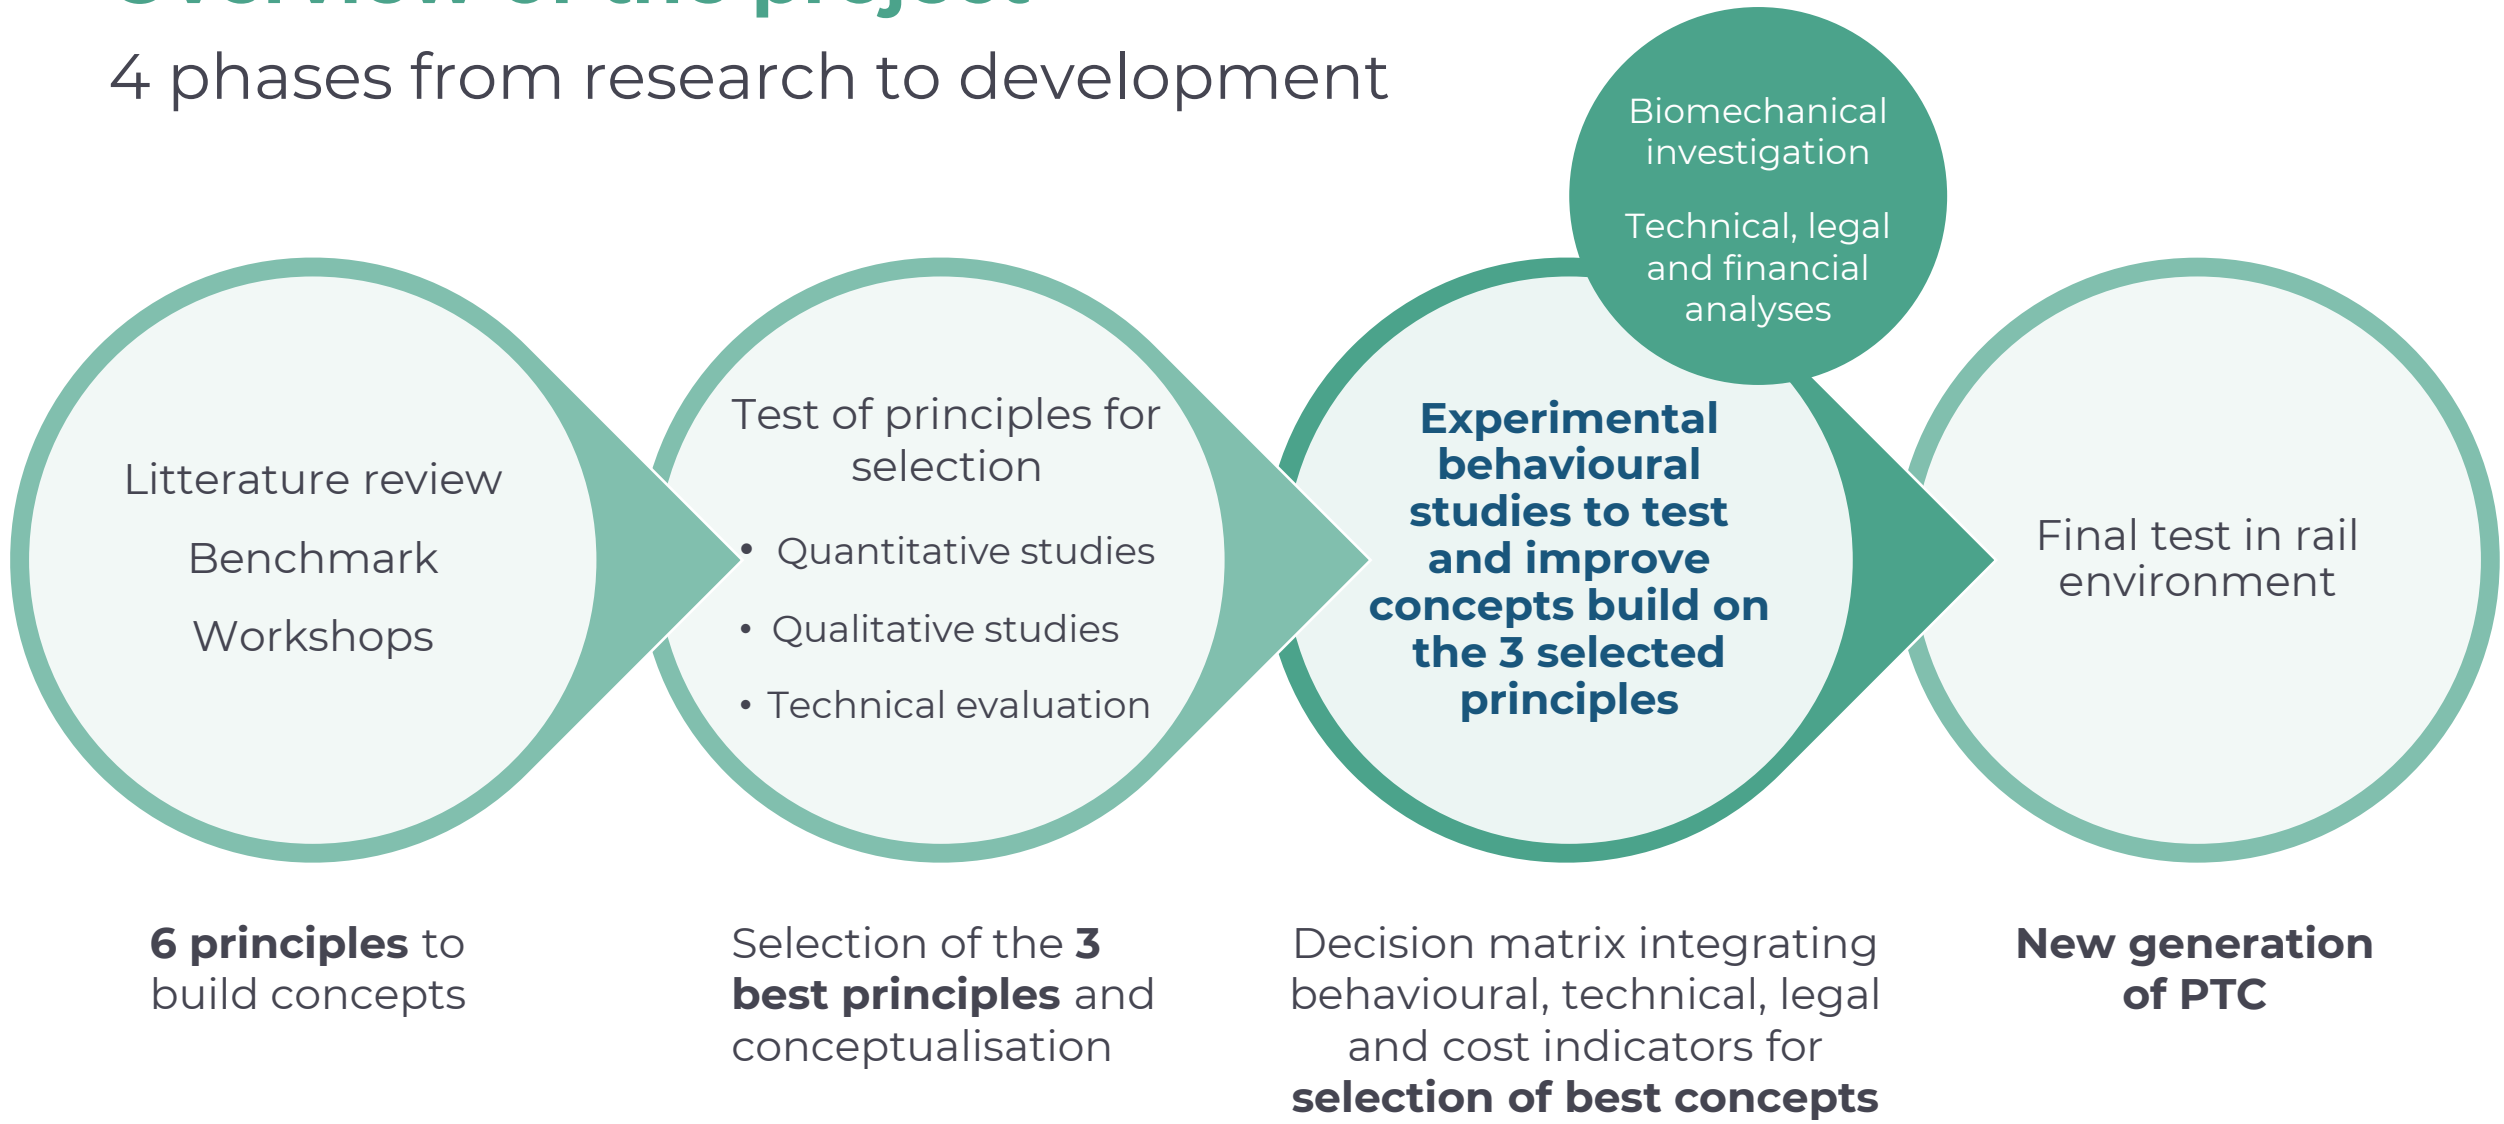 Overview of the project
4 phases from research to development
Biomechanical
investigation
Technical, legal
and financial
analyses
Litterature review
Benchmark
Workshops
Test of principles for
selection
• Quantitative studies
• Qualitative studies
• Technical evaluation
Experimental
behavioural
studies to test
and improve
concepts build on
the 3 selected
principles
Final test in rail
environment
6 principles to
build concepts
Selection of the 3
best principles and
conceptualisation
Decision matrix integrating
behavioural, technical, legal
and cost indicators for
selection of best concepts
New generation
of PTC